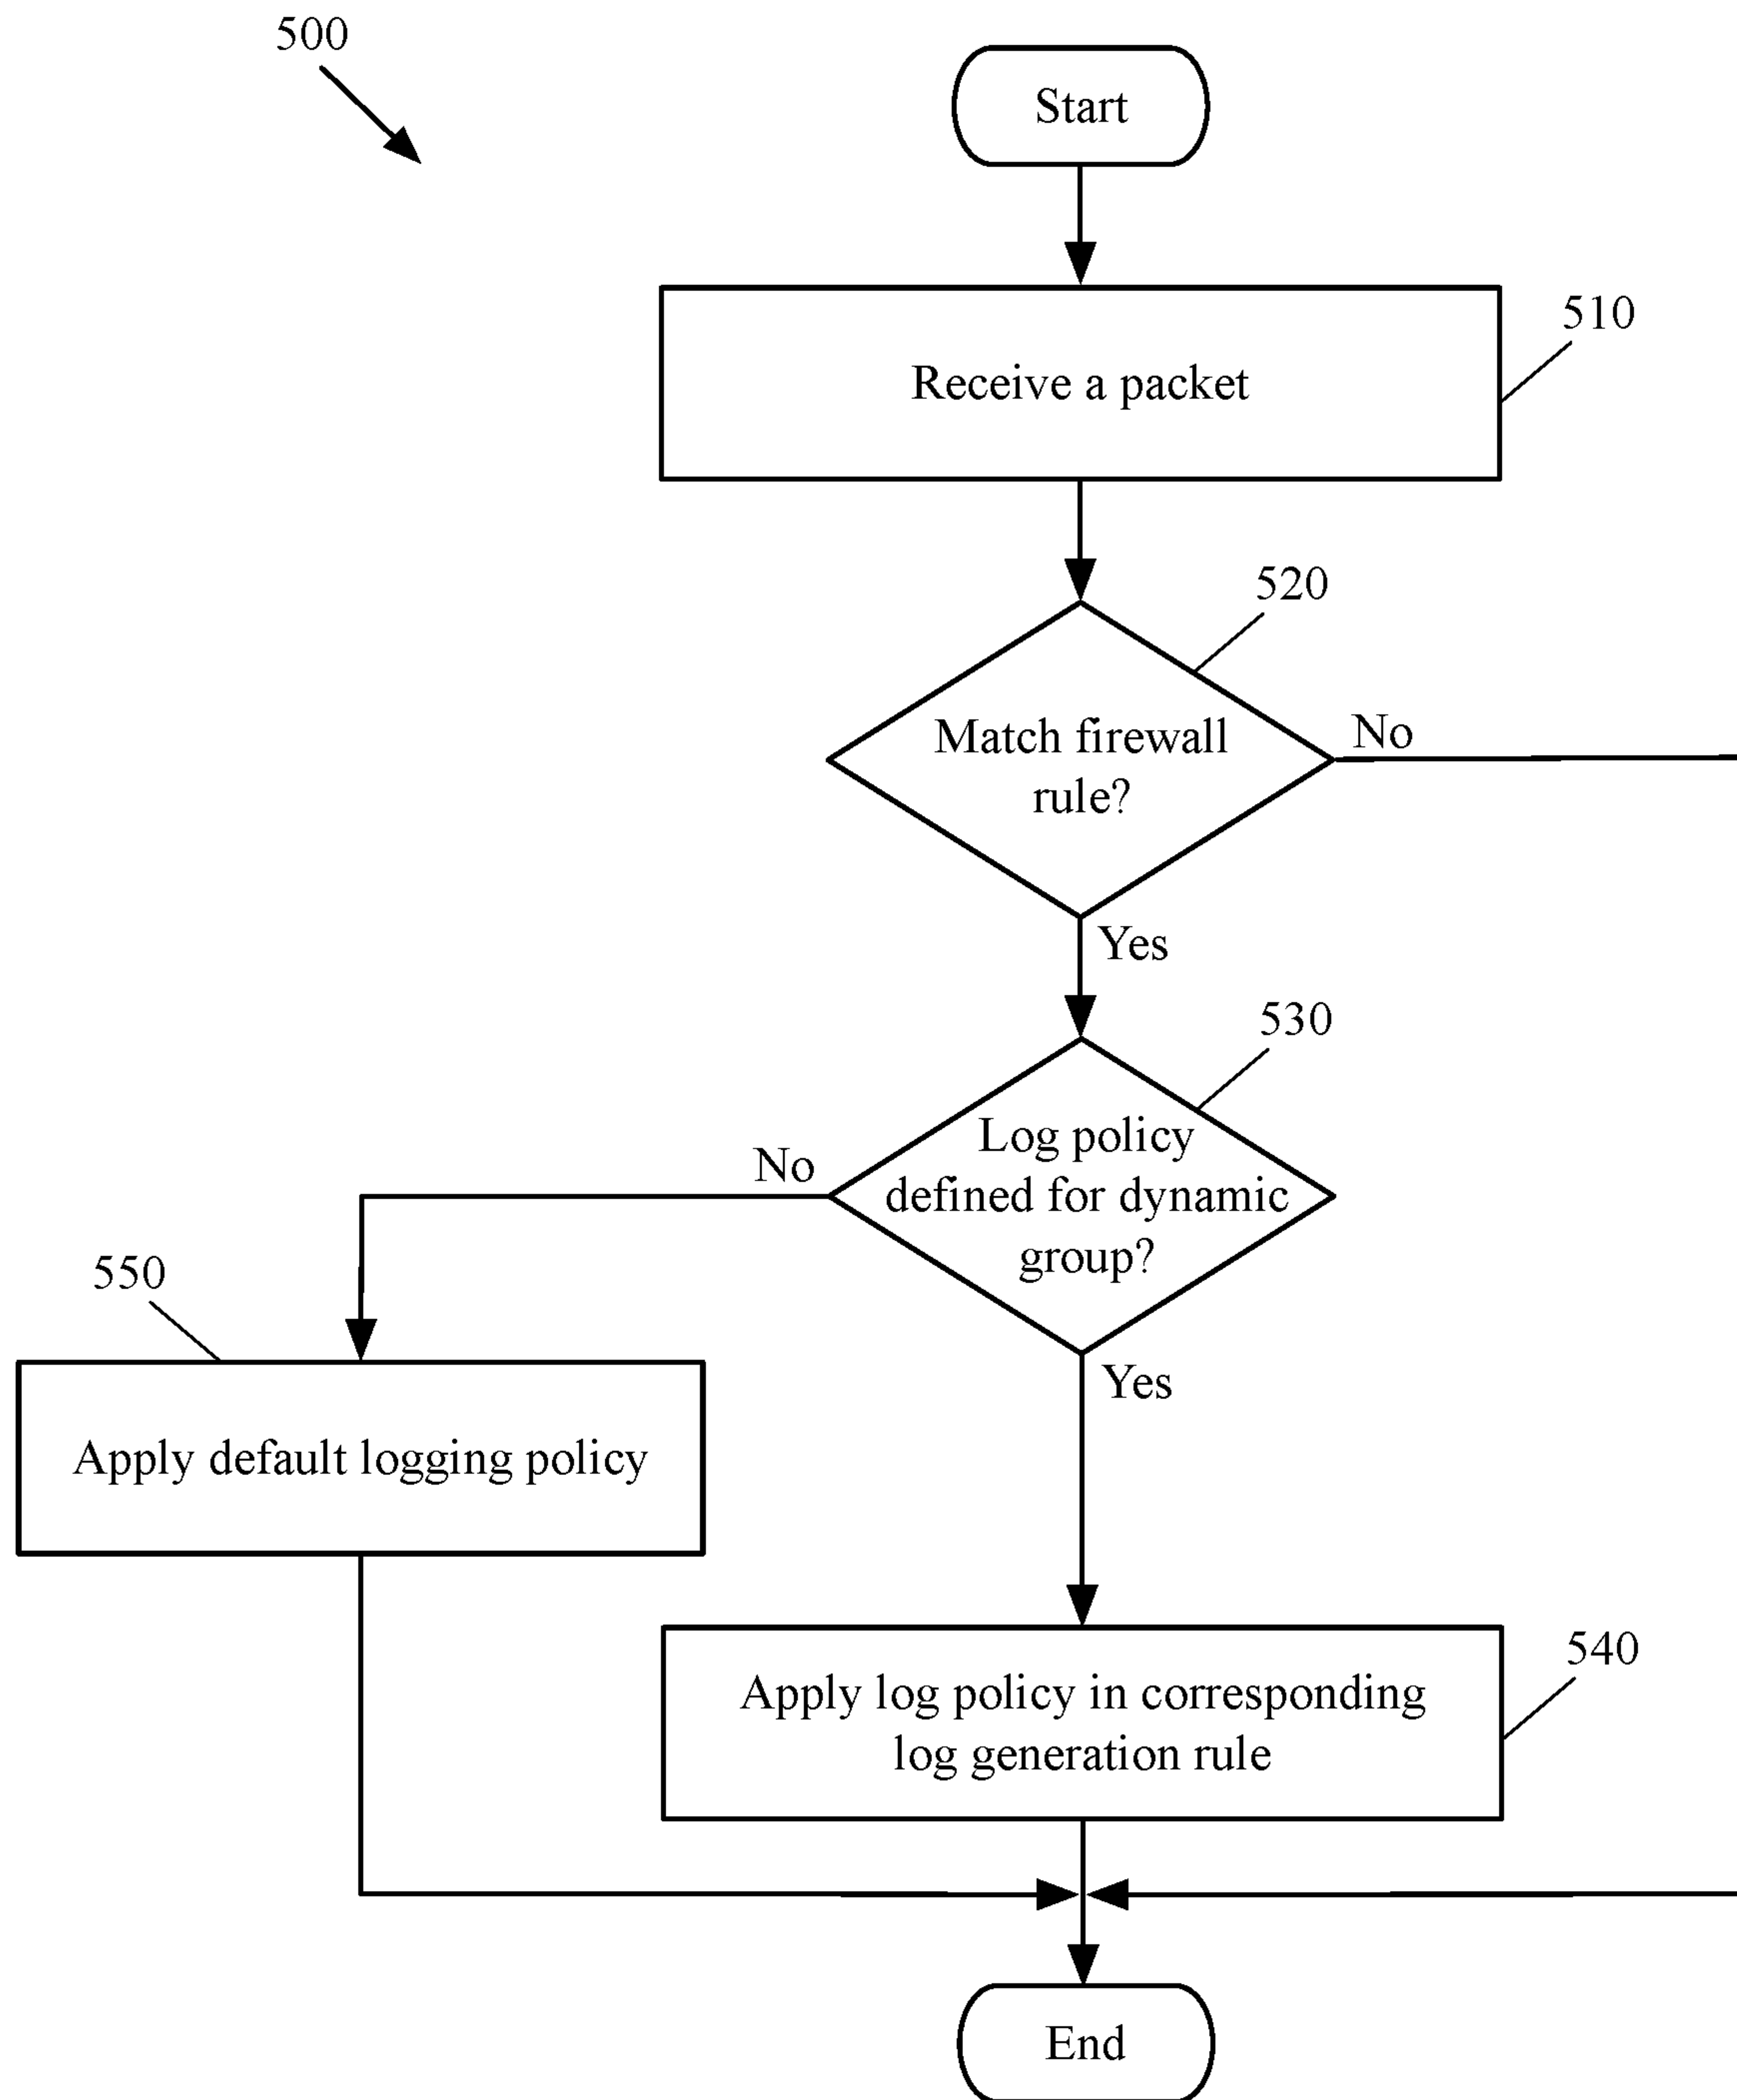 500
Start
510
Receive a packet
520
Match firewall
rule?
No
Yes
530
Log policy
defined for dynamic
group?
No
Yes
550
Apply default logging policy
540
Apply log policy in corresponding
log generation rule
End